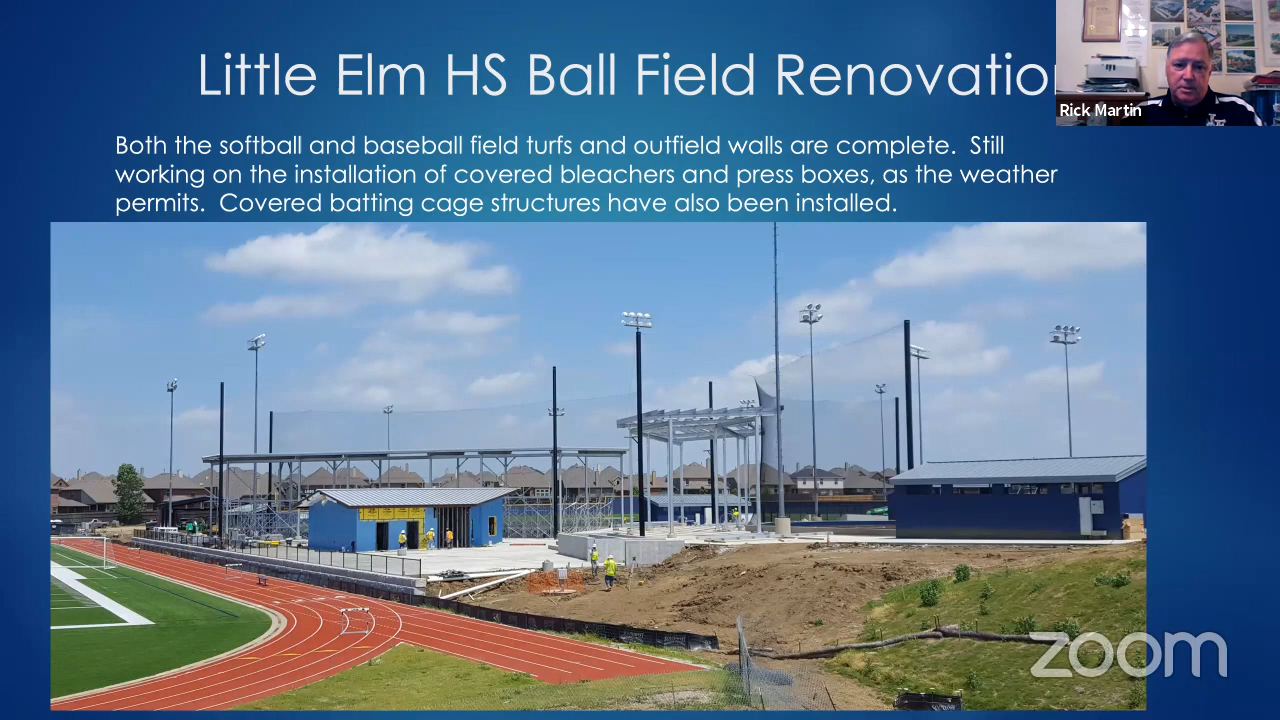 Little Elm HS Ball Field Renovation
Rick Martin
Both the softball and baseball field turfs and outfield walls are complete.  Still
working on the installation of covered bleachers and press boxes, as the weather
permits.  Covered batting cage structures have also been installed.
zoom